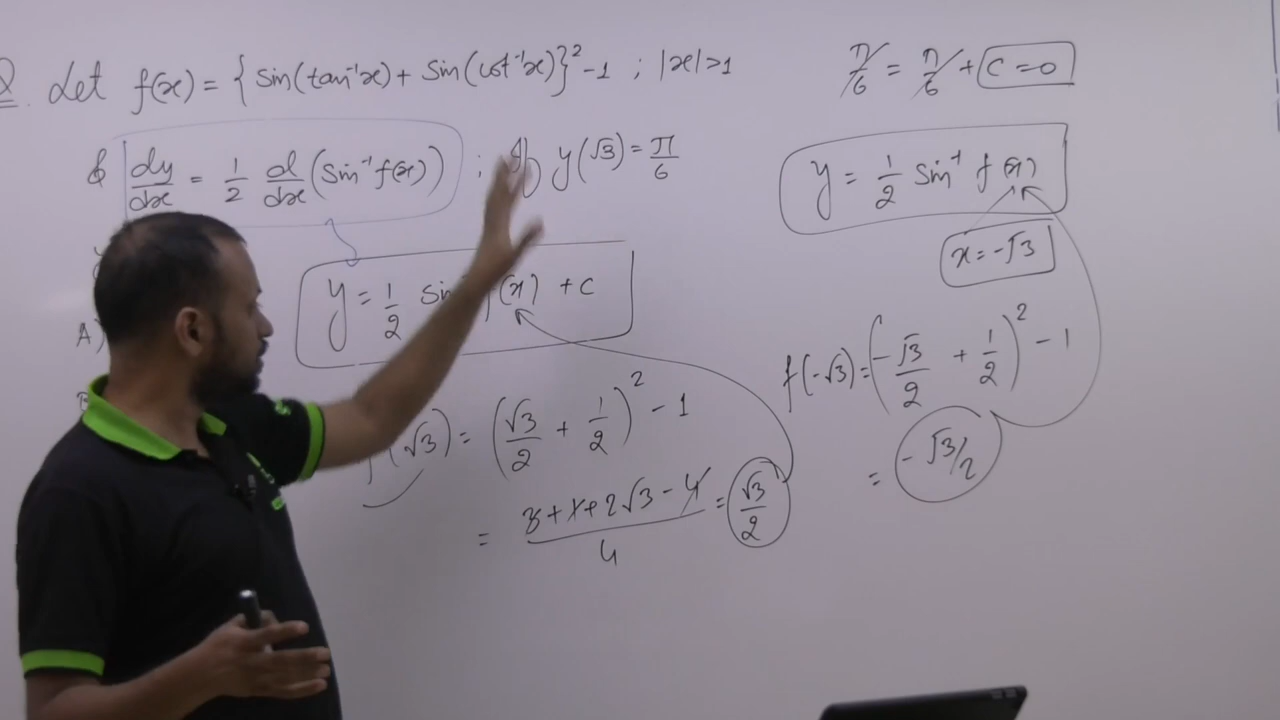 Q. Let f(x) = { Sin(tan⁻¹x) + Sin(cot⁻¹x)}² - 1 ; |x|>1
& dy/dx = 1/2 d/dx (Sin⁻¹ f(x)) ; y(√3) = π/6
y = 1/2 Sin (x) + c
A)
f(√3) = (√3/2 + 1/2)² - 1
= 3 + 1 + 2√3 - 4 / 4 = √3/2
π/6 = π/6 + C = 0
y = 1/2 Sin⁻¹ f(x)
x = -√3
f(-√3) = (-√3/2 + 1/2)² - 1
= -√3/2